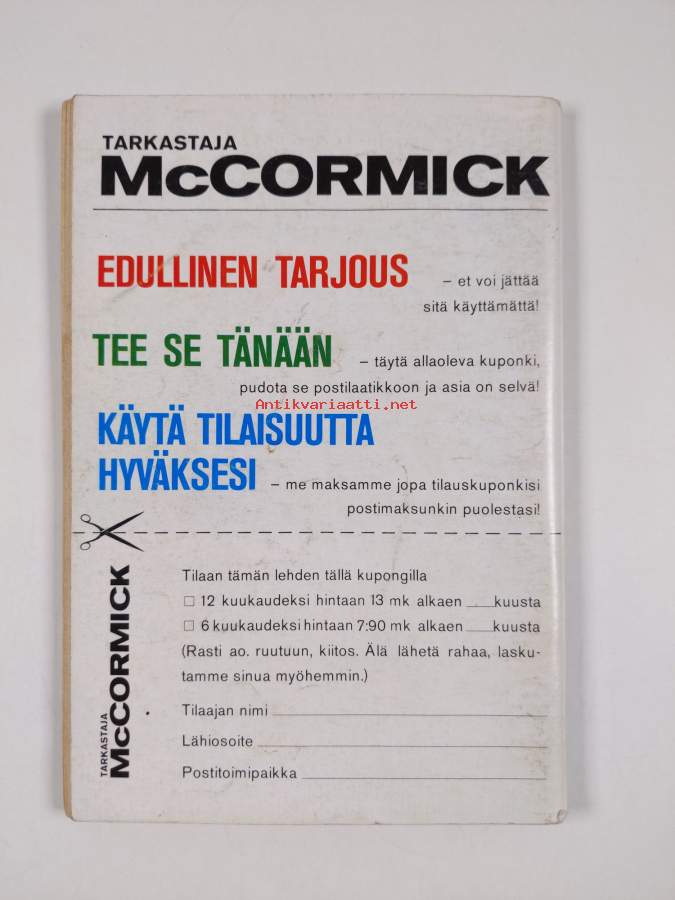 TARKASTAJA
McCORMICK
EDULLINEN TARJOUS – et voi jättää
sitä käyttämättä!
TEE SE TÄNÄÄN – täytä allaoleva kuponki,
pudota se postilaatikkoon ja asia on selvä!
Antikvariaatti.net
KÄYTÄ TILAISUUTTA
HYVÄKSESI – me maksamme jopa tilauskuponkisi
postimaksunkin puolestasi!
TARKASTAJA
McCORMICK
Tilaan tämän lehden tällä kupongilla
☐ 12 kuukaudeksi hintaan 13 mk alkaen ___kuusta
☐ 6 kuukaudeksi hintaan 7:90 mk alkaen ___kuusta
(Rasti ao. ruutuun, kiitos. Älä lähetä rahaa, lasku-
tamme sinua myöhemmin.)
Tilaajan nimi
Lähiosoite
Postitoimipaikka